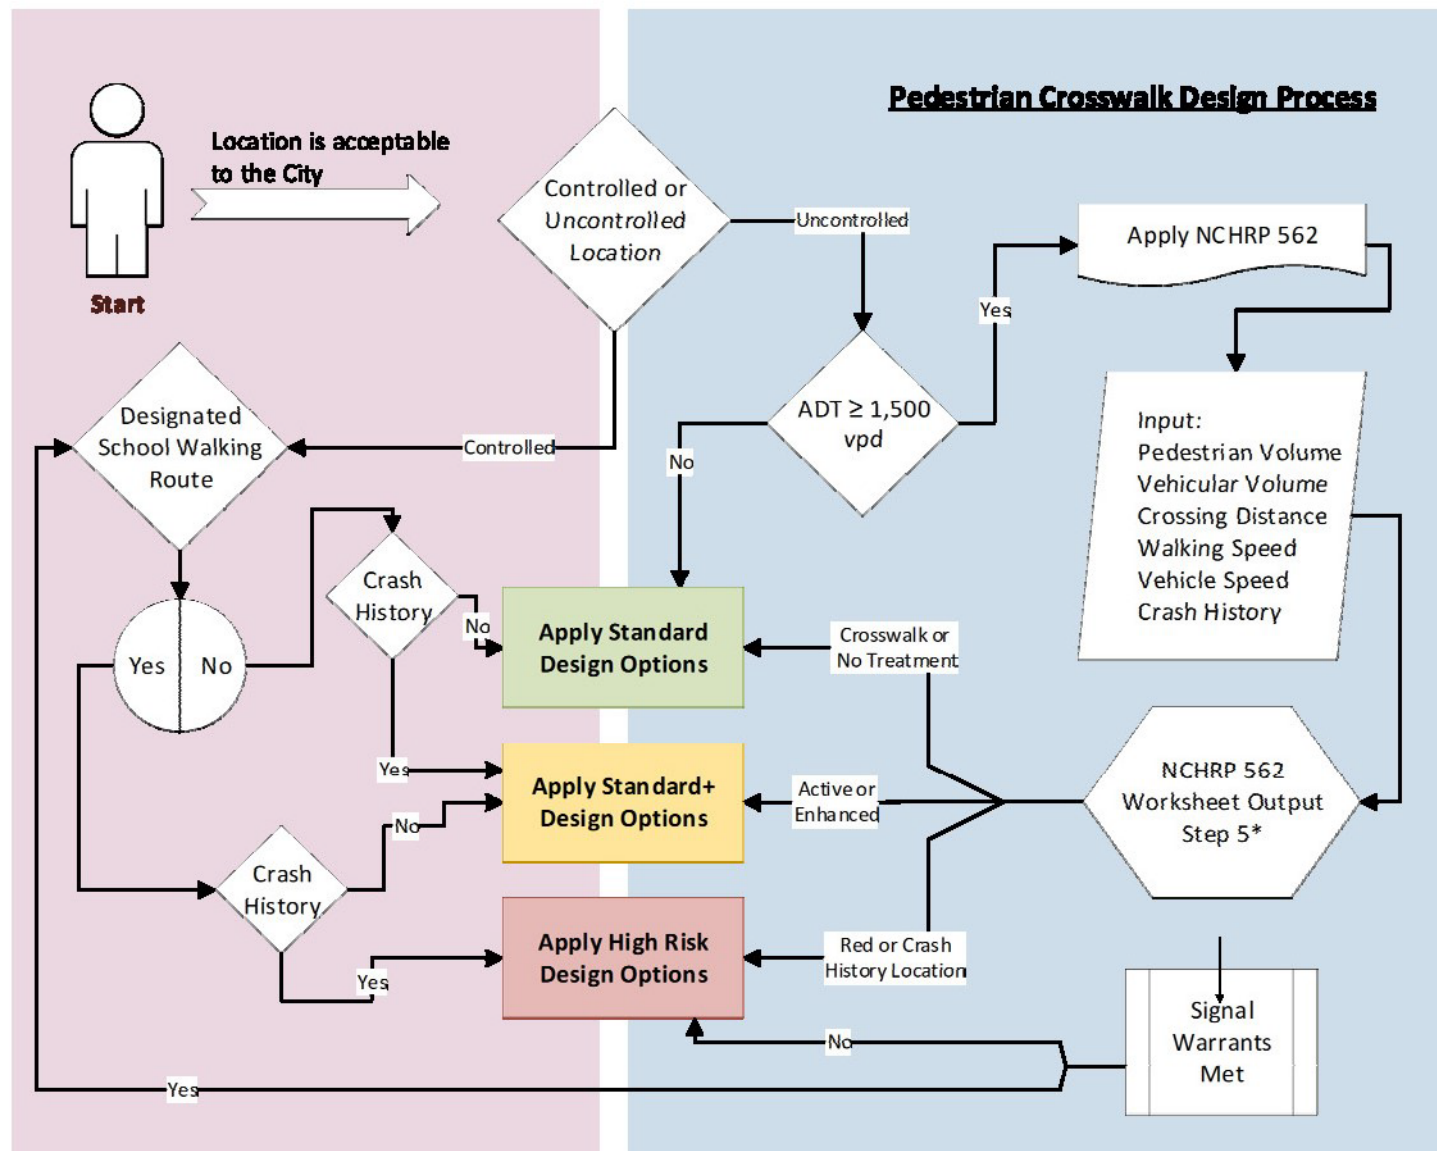 Pedestrian Crosswalk Design Process
Location is acceptable
to the City
Start
Controlled or
Uncontrolled
Location
Uncontrolled
Apply NCHRP 562
Yes
ADT ≥ 1,500
vpd
No
Controlled
Designated
School Walking
Route
Input:
Pedestrian Volume
Vehicular Volume
Crossing Distance
Walking Speed
Vehicle Speed
Crash History
Yes
No
Crash
History
No
Yes
Apply Standard
Design Options
Crosswalk or
No Treatment
Apply Standard+
Design Options
Active or
Enhanced
NCHRP 562
Worksheet Output
Step 5*
No
Crash
History
Yes
Apply High Risk
Design Options
Red or Crash
History Location
Signal
Warrants
Met
No
Yes